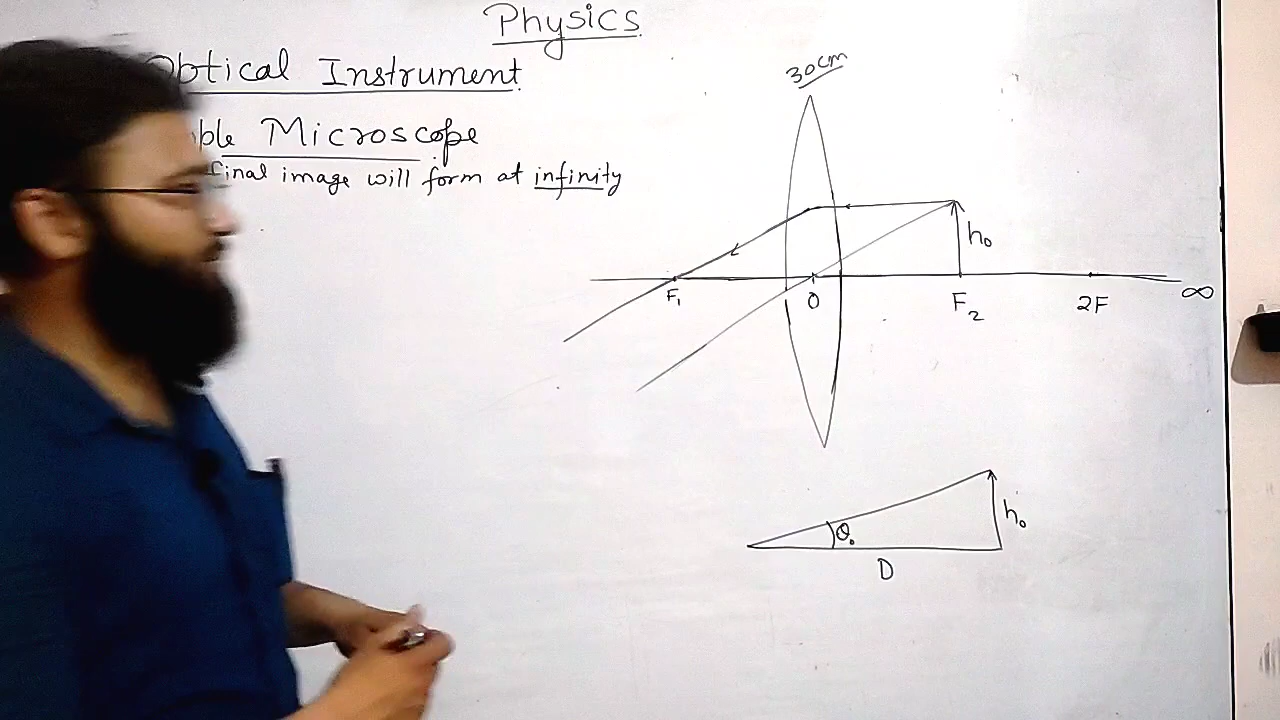 Physics
Optical Instrument
Microscope
final image will form at infinity
30cm
h₀
F₁
O
F₂
2F
∞
h₀
θ₀
D